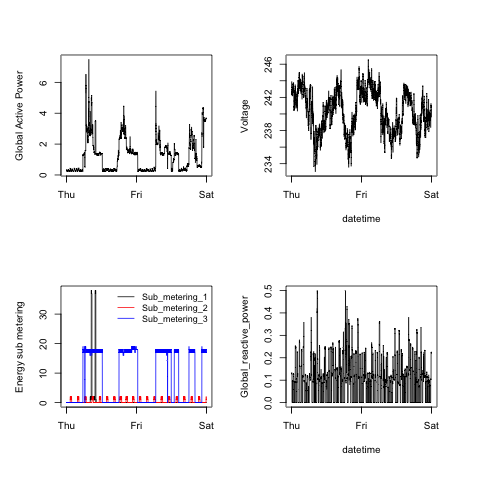 Global Active Power
0
2
4
6
Thu
Fri
Sat
Voltage
234
238
242
246
Thu
Fri
Sat
datetime
Energy sub metering
0
10
20
30
Sub_metering_1
Sub_metering_2
Sub_metering_3
Thu
Fri
Sat
Global_reactive_power
0.0
0.1
0.2
0.3
0.4
0.5
Thu
Fri
Sat
datetime